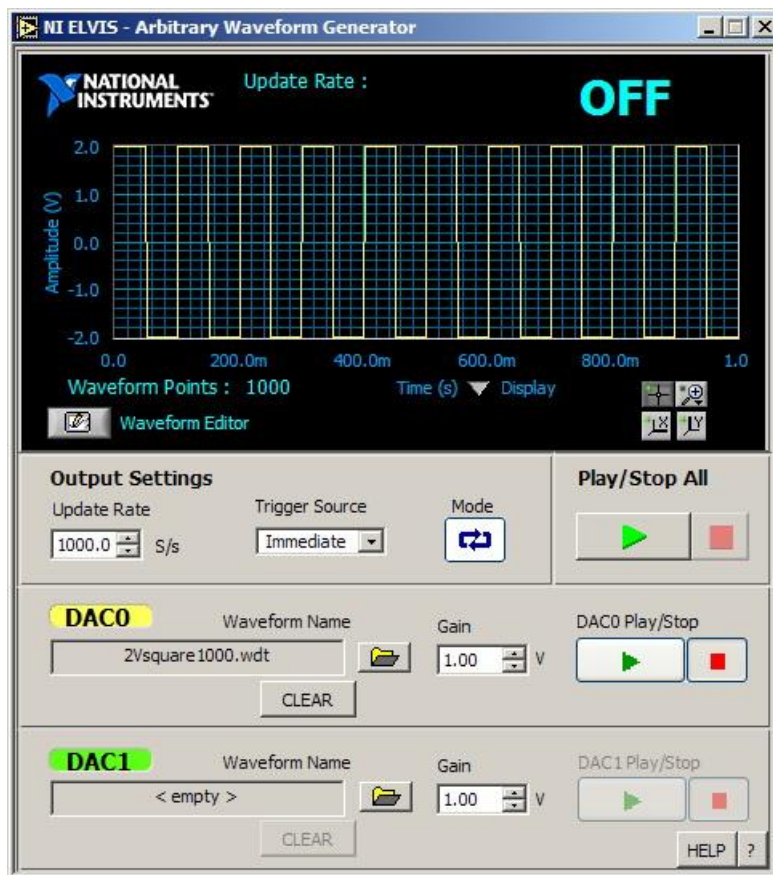 NI ELVIS - Arbitrary Waveform Generator
NATIONAL
INSTRUMENTS
Update Rate :
OFF
2.0
1.0
0.0
-1.0
-2.0
Amplitude (V)
0.0 200.0m 400.0m 600.0m 800.0m 1.0
Waveform Points : 1000
Time (s) Display
Waveform Editor
X Y
Output Settings
Update Rate
1000.0 S/s
Trigger Source
Immediate
Mode
Play/Stop All
DAC0
Waveform Name
2Vsquare1000.wdt
CLEAR
Gain
1.00 V
DAC0 Play/Stop
DAC1
Waveform Name
< empty >
CLEAR
Gain
1.00 V
DAC1 Play/Stop
HELP ?